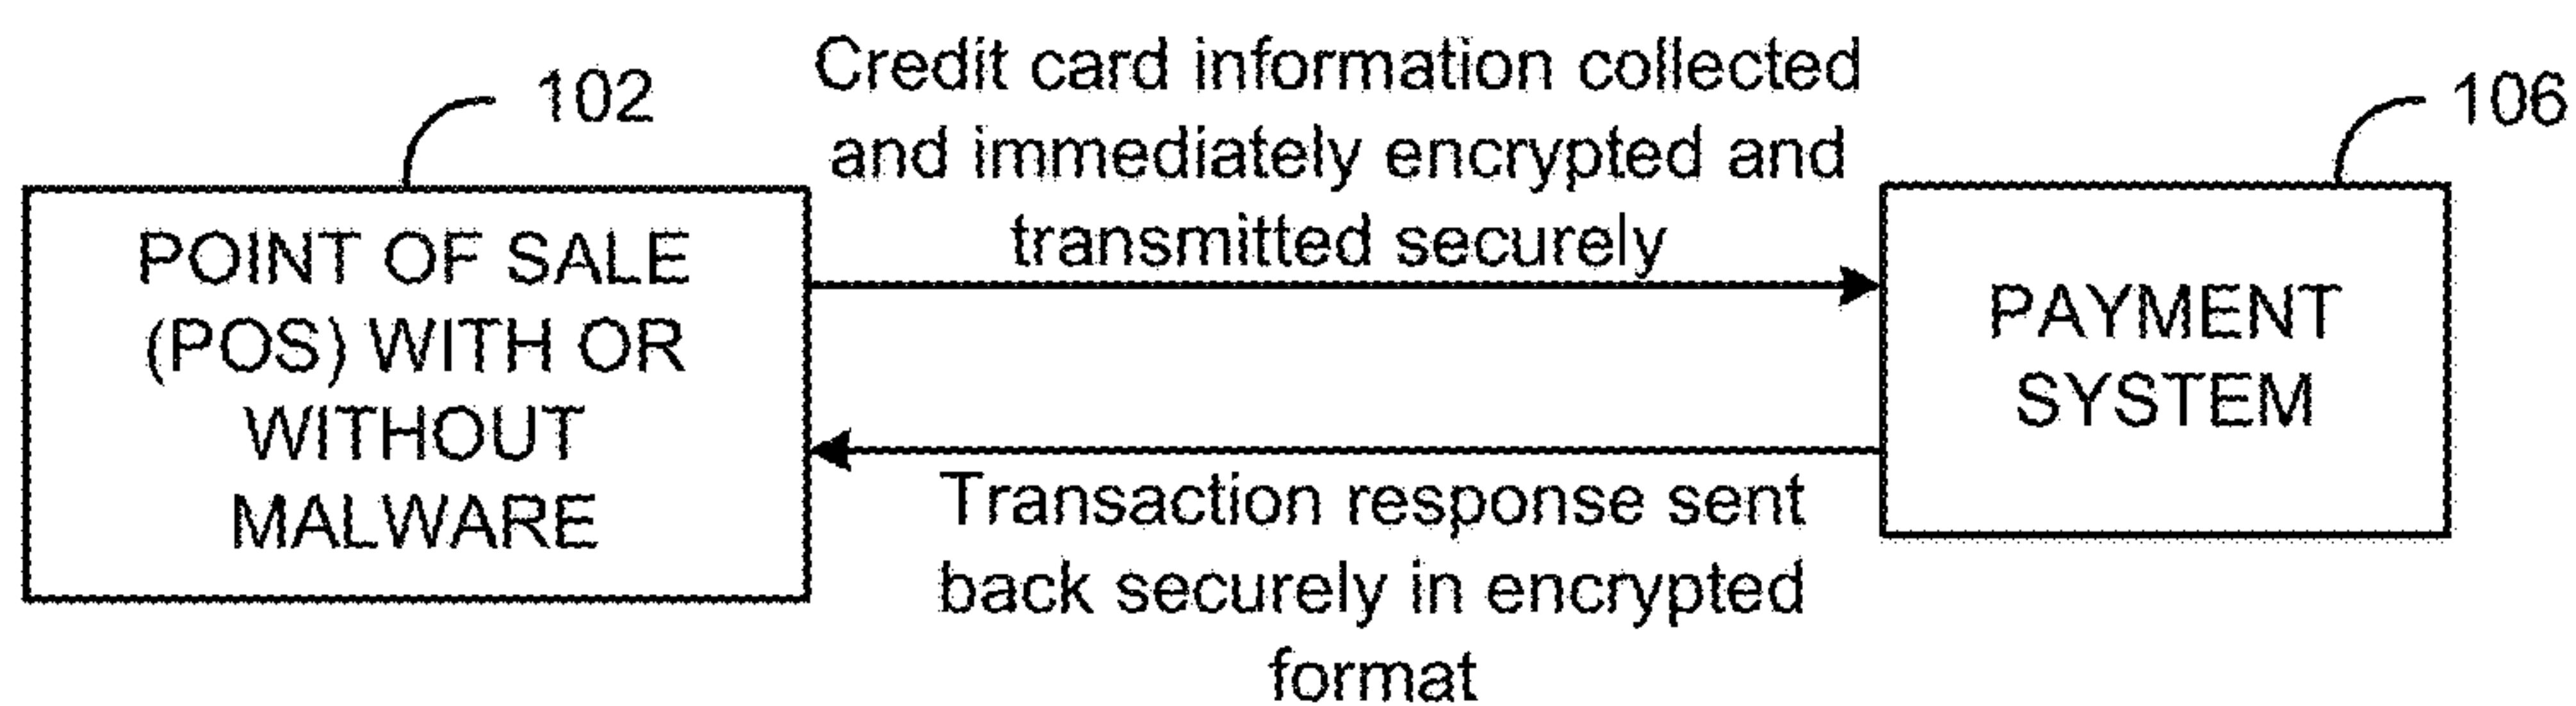 102
Credit card information collected
and immediately encrypted and
transmitted securely
106
POINT OF SALE
(POS) WITH OR
WITHOUT
MALWARE
PAYMENT
SYSTEM
Transaction response sent
back securely in encrypted
format